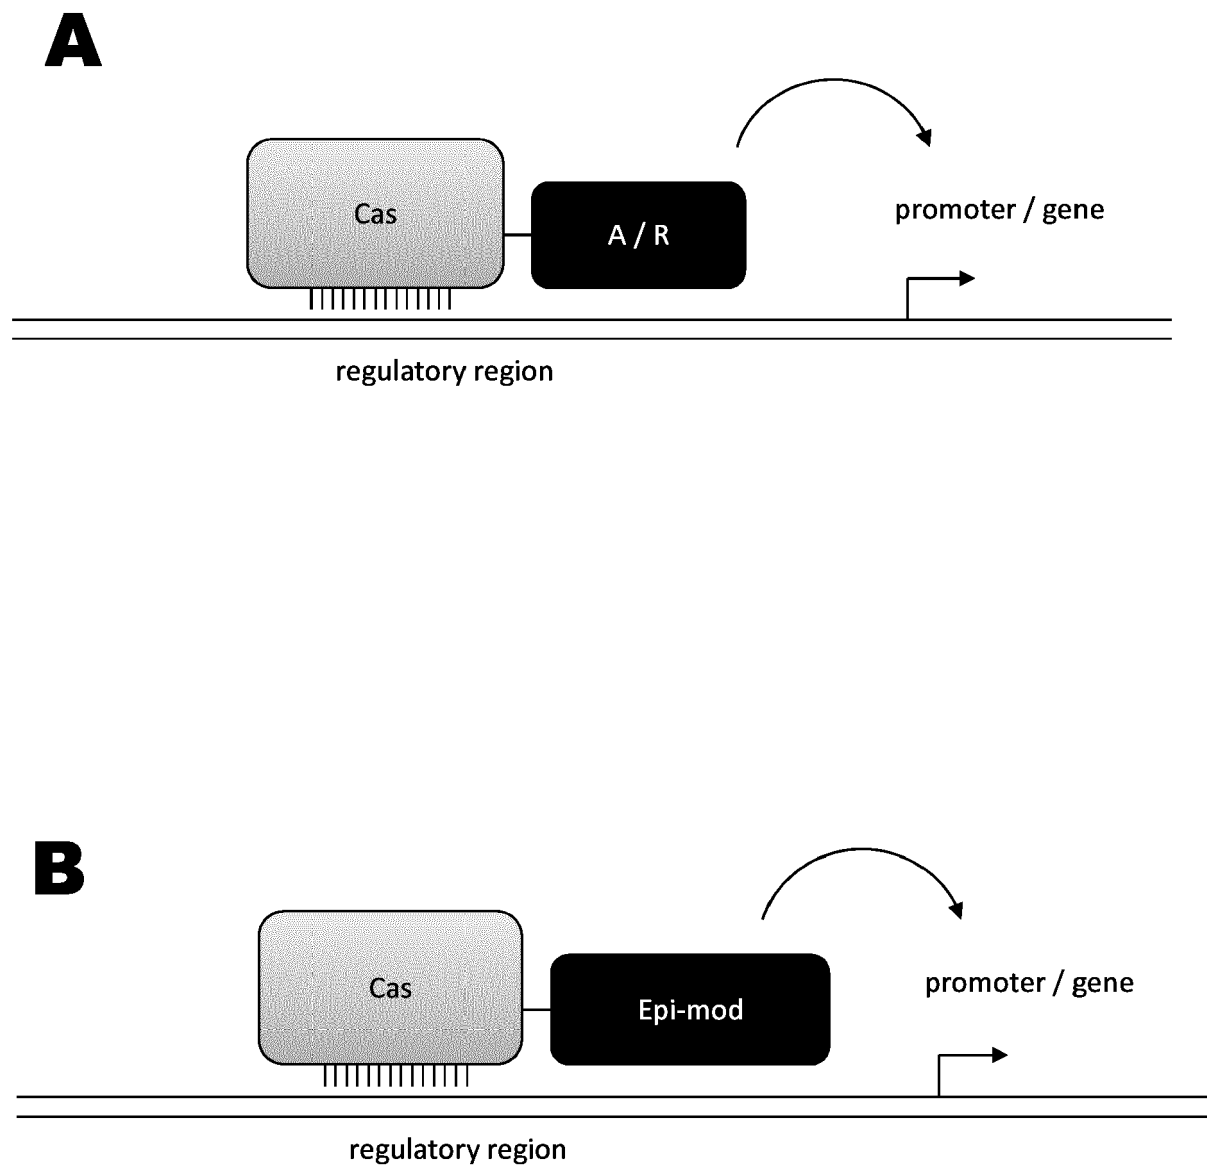 A
Cas
A / R
promoter / gene
regulatory region
B
Cas
Epi-mod
promoter / gene
regulatory region